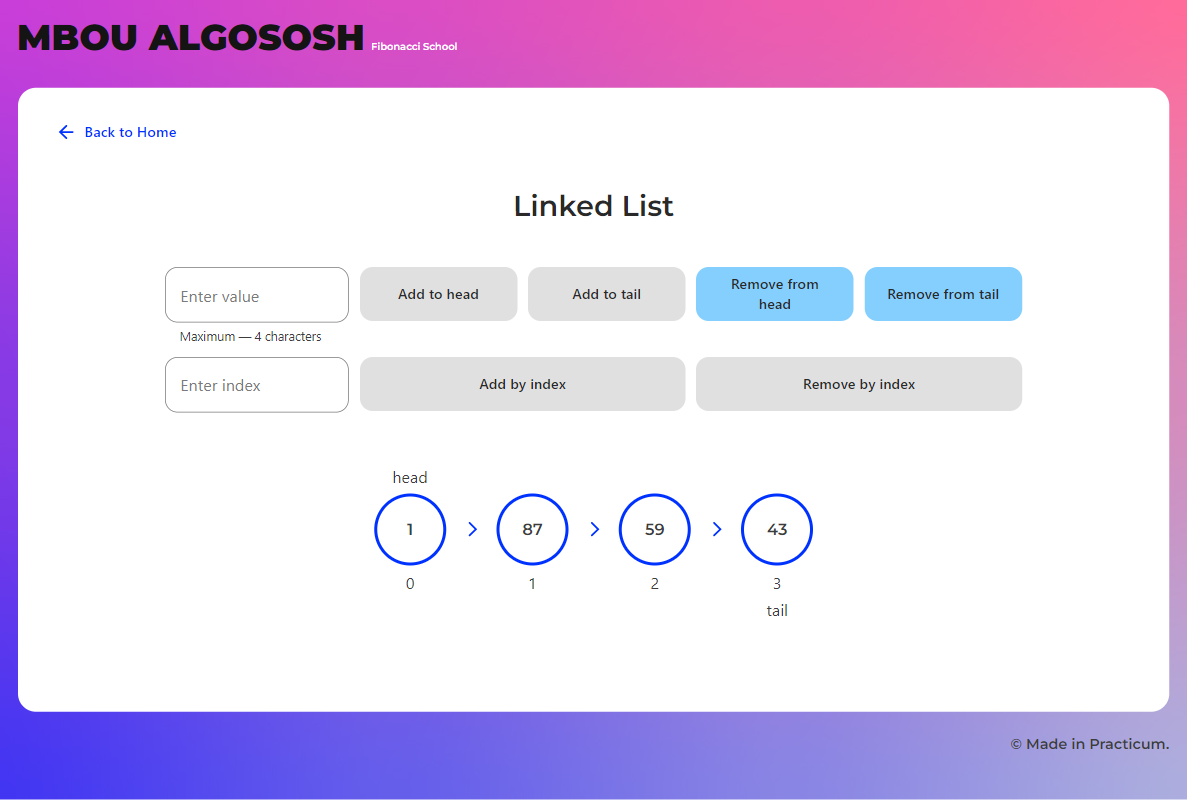 MBOU ALGOSOSH Fibonacci School
Back to Home
Linked List
Enter value
Add to head
Add to tail
Remove from
head
Remove from tail
Maximum — 4 characters
Enter index
Add by index
Remove by index
head
1 87 59 43
0 1 2 3
tail
© Made in Practicum.